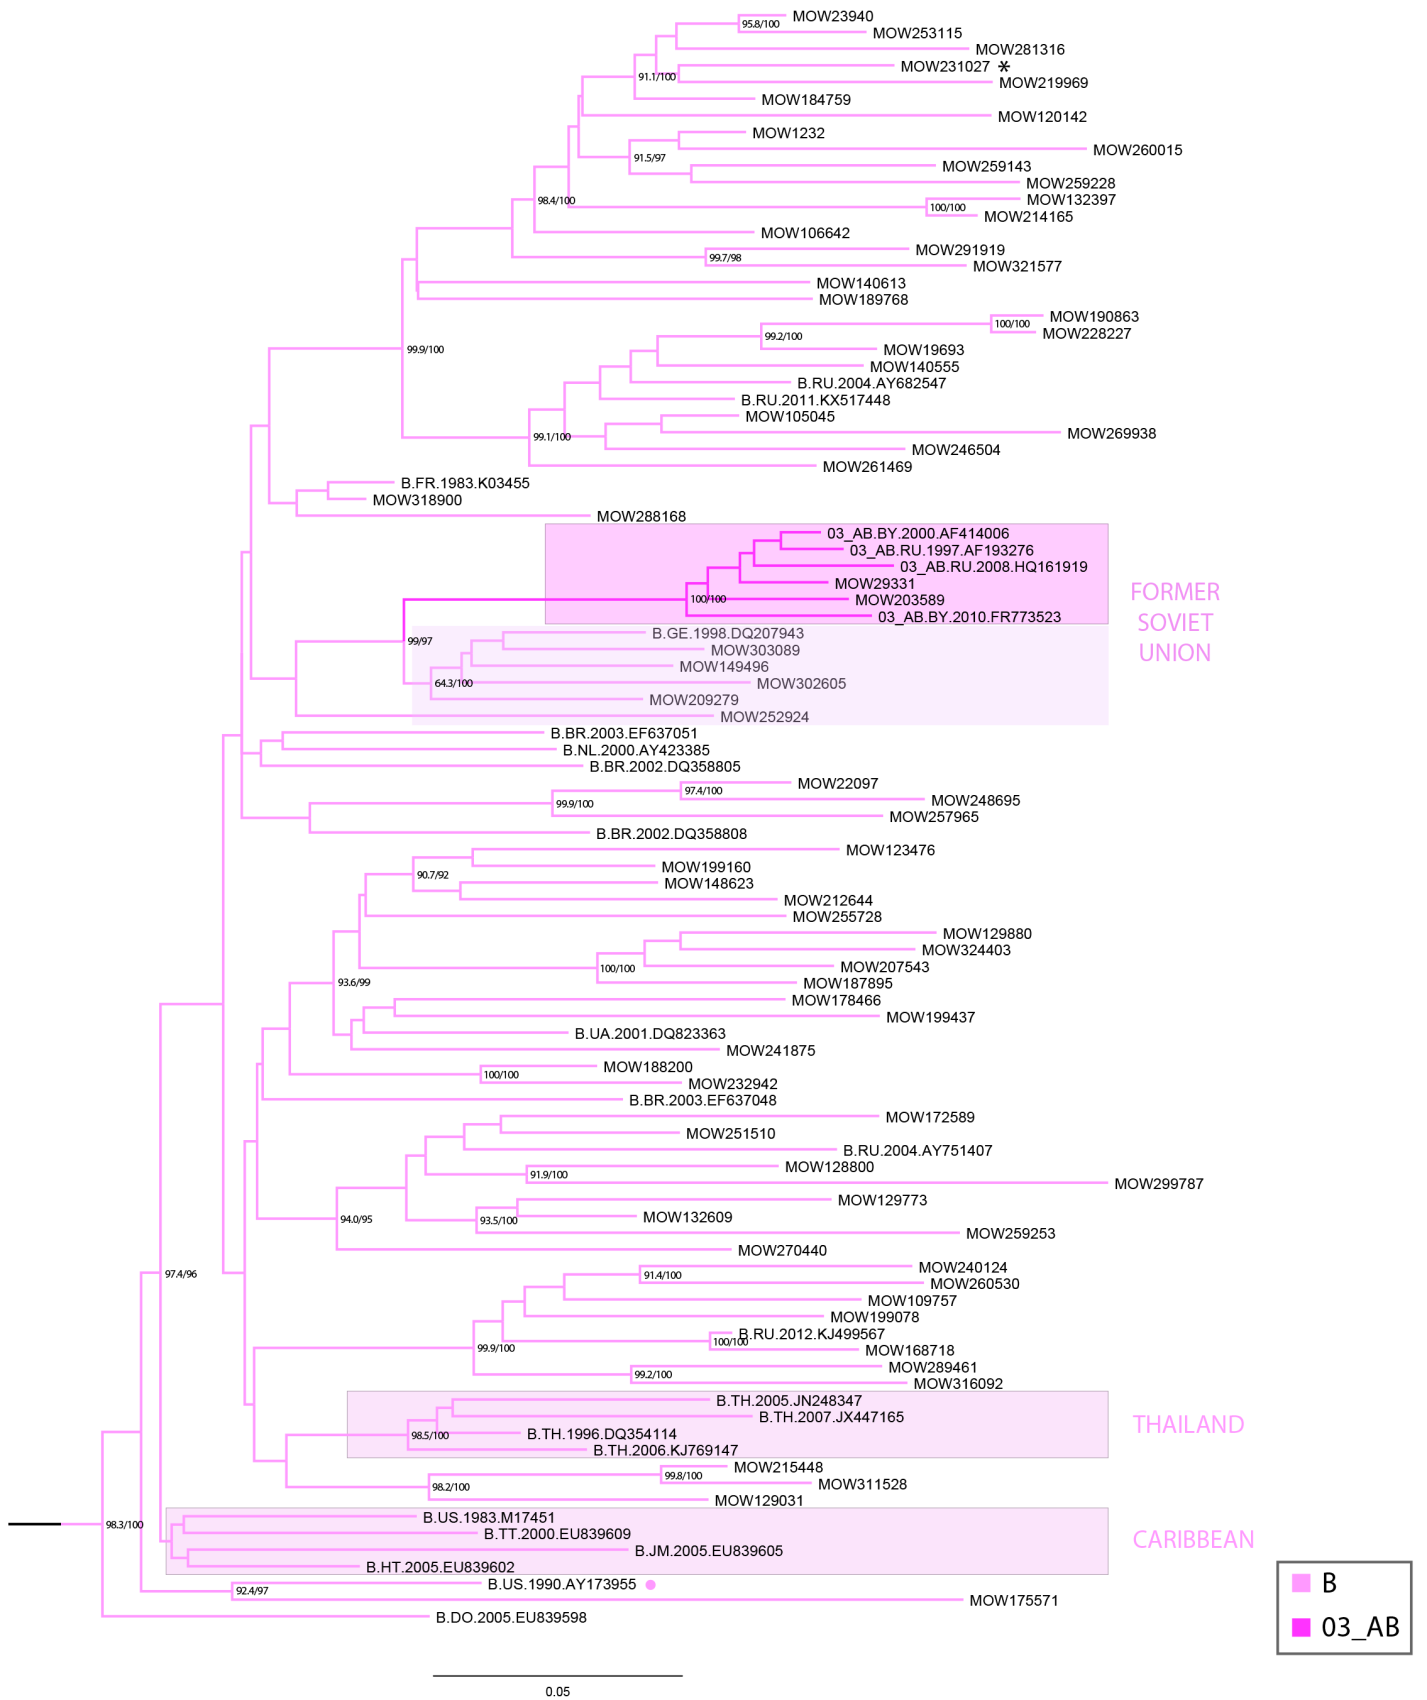 MOW23940
95.8/100
MOW253115
MOW281316
MOW231027 *
91.1/100
MOW219969
MOW184759
MOW120142
MOW1232
MOW260015
91.5/97
MOW259143
MOW259228
MOW132397
98.4/100
100/100
MOW214165
MOW106642
MOW291919
99.7/98
MOW321577
MOW140613
MOW189768
MOW190863
100/100
MOW228227
99.2/100
MOW19693
99.9/100
MOW140555
B.RU.2004.AY682547
B.RU.2011.KX517448
MOW105045
MOW269938
99.1/100
MOW246504
MOW261469
B.FR.1983.K03455
MOW318900
MOW288168
03_AB.BY.2000.AF414006
03_AB.RU.1997.AF193276
03_AB.RU.2008.HQ161919
MOW29331
100/100
MOW203589
03_AB.BY.2010.FR773523
FORMER
SOVIET
UNION
B.GE.1998.DQ207943
99/97
MOW303089
MOW149496
64.3/100
MOW302605
MOW209279
MOW252924
B.BR.2003.EF637051
B.NL.2000.AY423385
B.BR.2002.DQ358805
MOW22097
97.4/100
MOW248695
99.9/100
MOW257965
B.BR.2002.DQ358808
MOW123476
MOW199160
90.7/92
MOW148623
MOW212644
MOW255728
MOW129880
MOW324403
MOW207543
100/100
MOW187895
93.6/99
MOW178466
MOW199437
B.UA.2001.DQ823363
MOW241875
MOW188200
100/100
MOW232942
B.BR.2003.EF637048
MOW172589
MOW251510
B.RU.2004.AY751407
MOW128800
91.9/100
MOW299787
MOW129773
MOW132609
94.0/95
93.5/100
MOW259253
MOW270440
MOW240124
97.4/96
91.4/100
MOW260530
MOW109757
MOW199078
B.RU.2012.KJ499567
100/100
MOW168718
99.9/100
MOW289461
99.2/100
MOW316092
B.TH.2005.JN248347
B.TH.2007.JX447165
THAILAND
B.TH.1996.DQ354114
98.5/100
B.TH.2006.KJ769147
MOW215448
99.8/100
MOW311528
98.2/100
MOW129031
B.US.1983.M17451
98.3/100
B.TT.2000.EU839609
CARIBBEAN
B.JM.2005.EU839605
B.HT.2005.EU839602
B.US.1990.AY173955
92.4/97
MOW175571
B.DO.2005.EU839598
B
03_AB
0.05